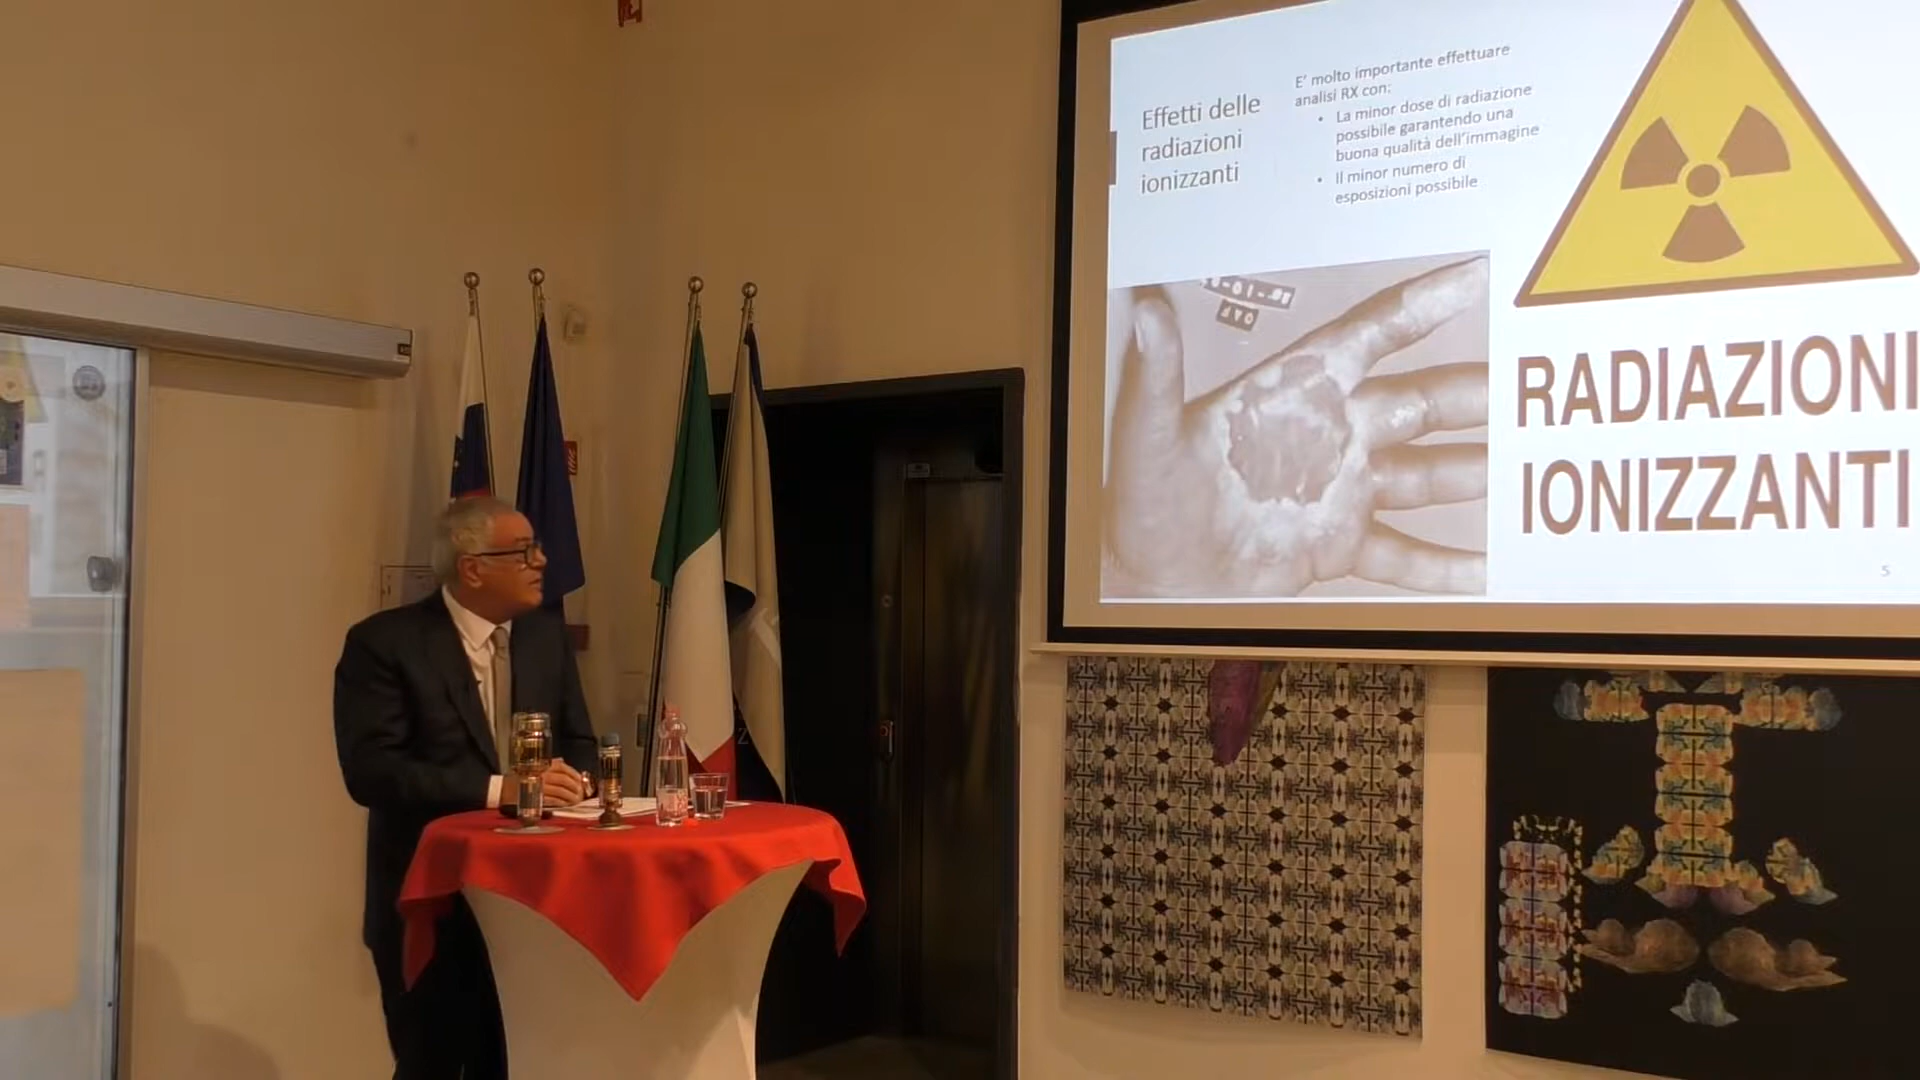 Effetti delle
radiazioni
ionizzanti
E' molto importante effettuare
analisi RX con:
• La minor dose di radiazione
possibile garantendo una
buona qualità dell'immagine
• Il minor numero di
esposizioni possibile
RADIAZIONI
IONIZZANTI
5